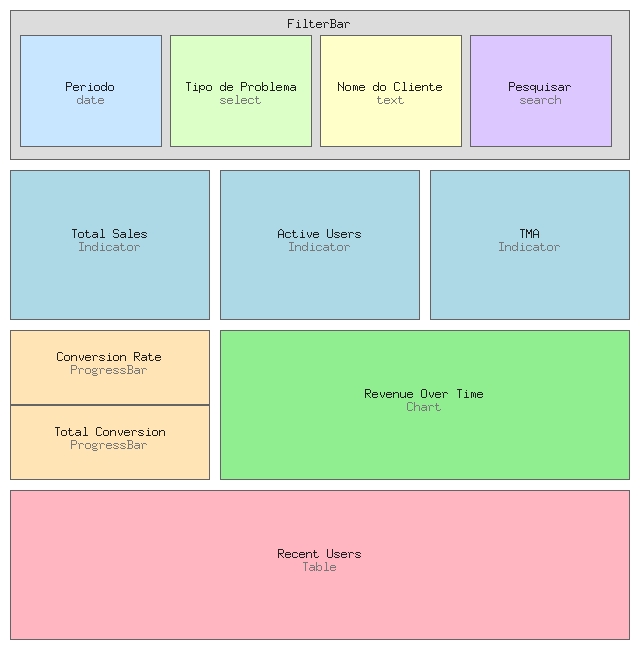 FilterBar
Periodo
date
Tipo de Problema
select
Nome do Cliente
text
Pesquisar
search
Total Sales
Indicator
Active Users
Indicator
TMA
Indicator
Conversion Rate
ProgressBar
Total Conversion
ProgressBar
Revenue Over Time
Chart
Recent Users
Table